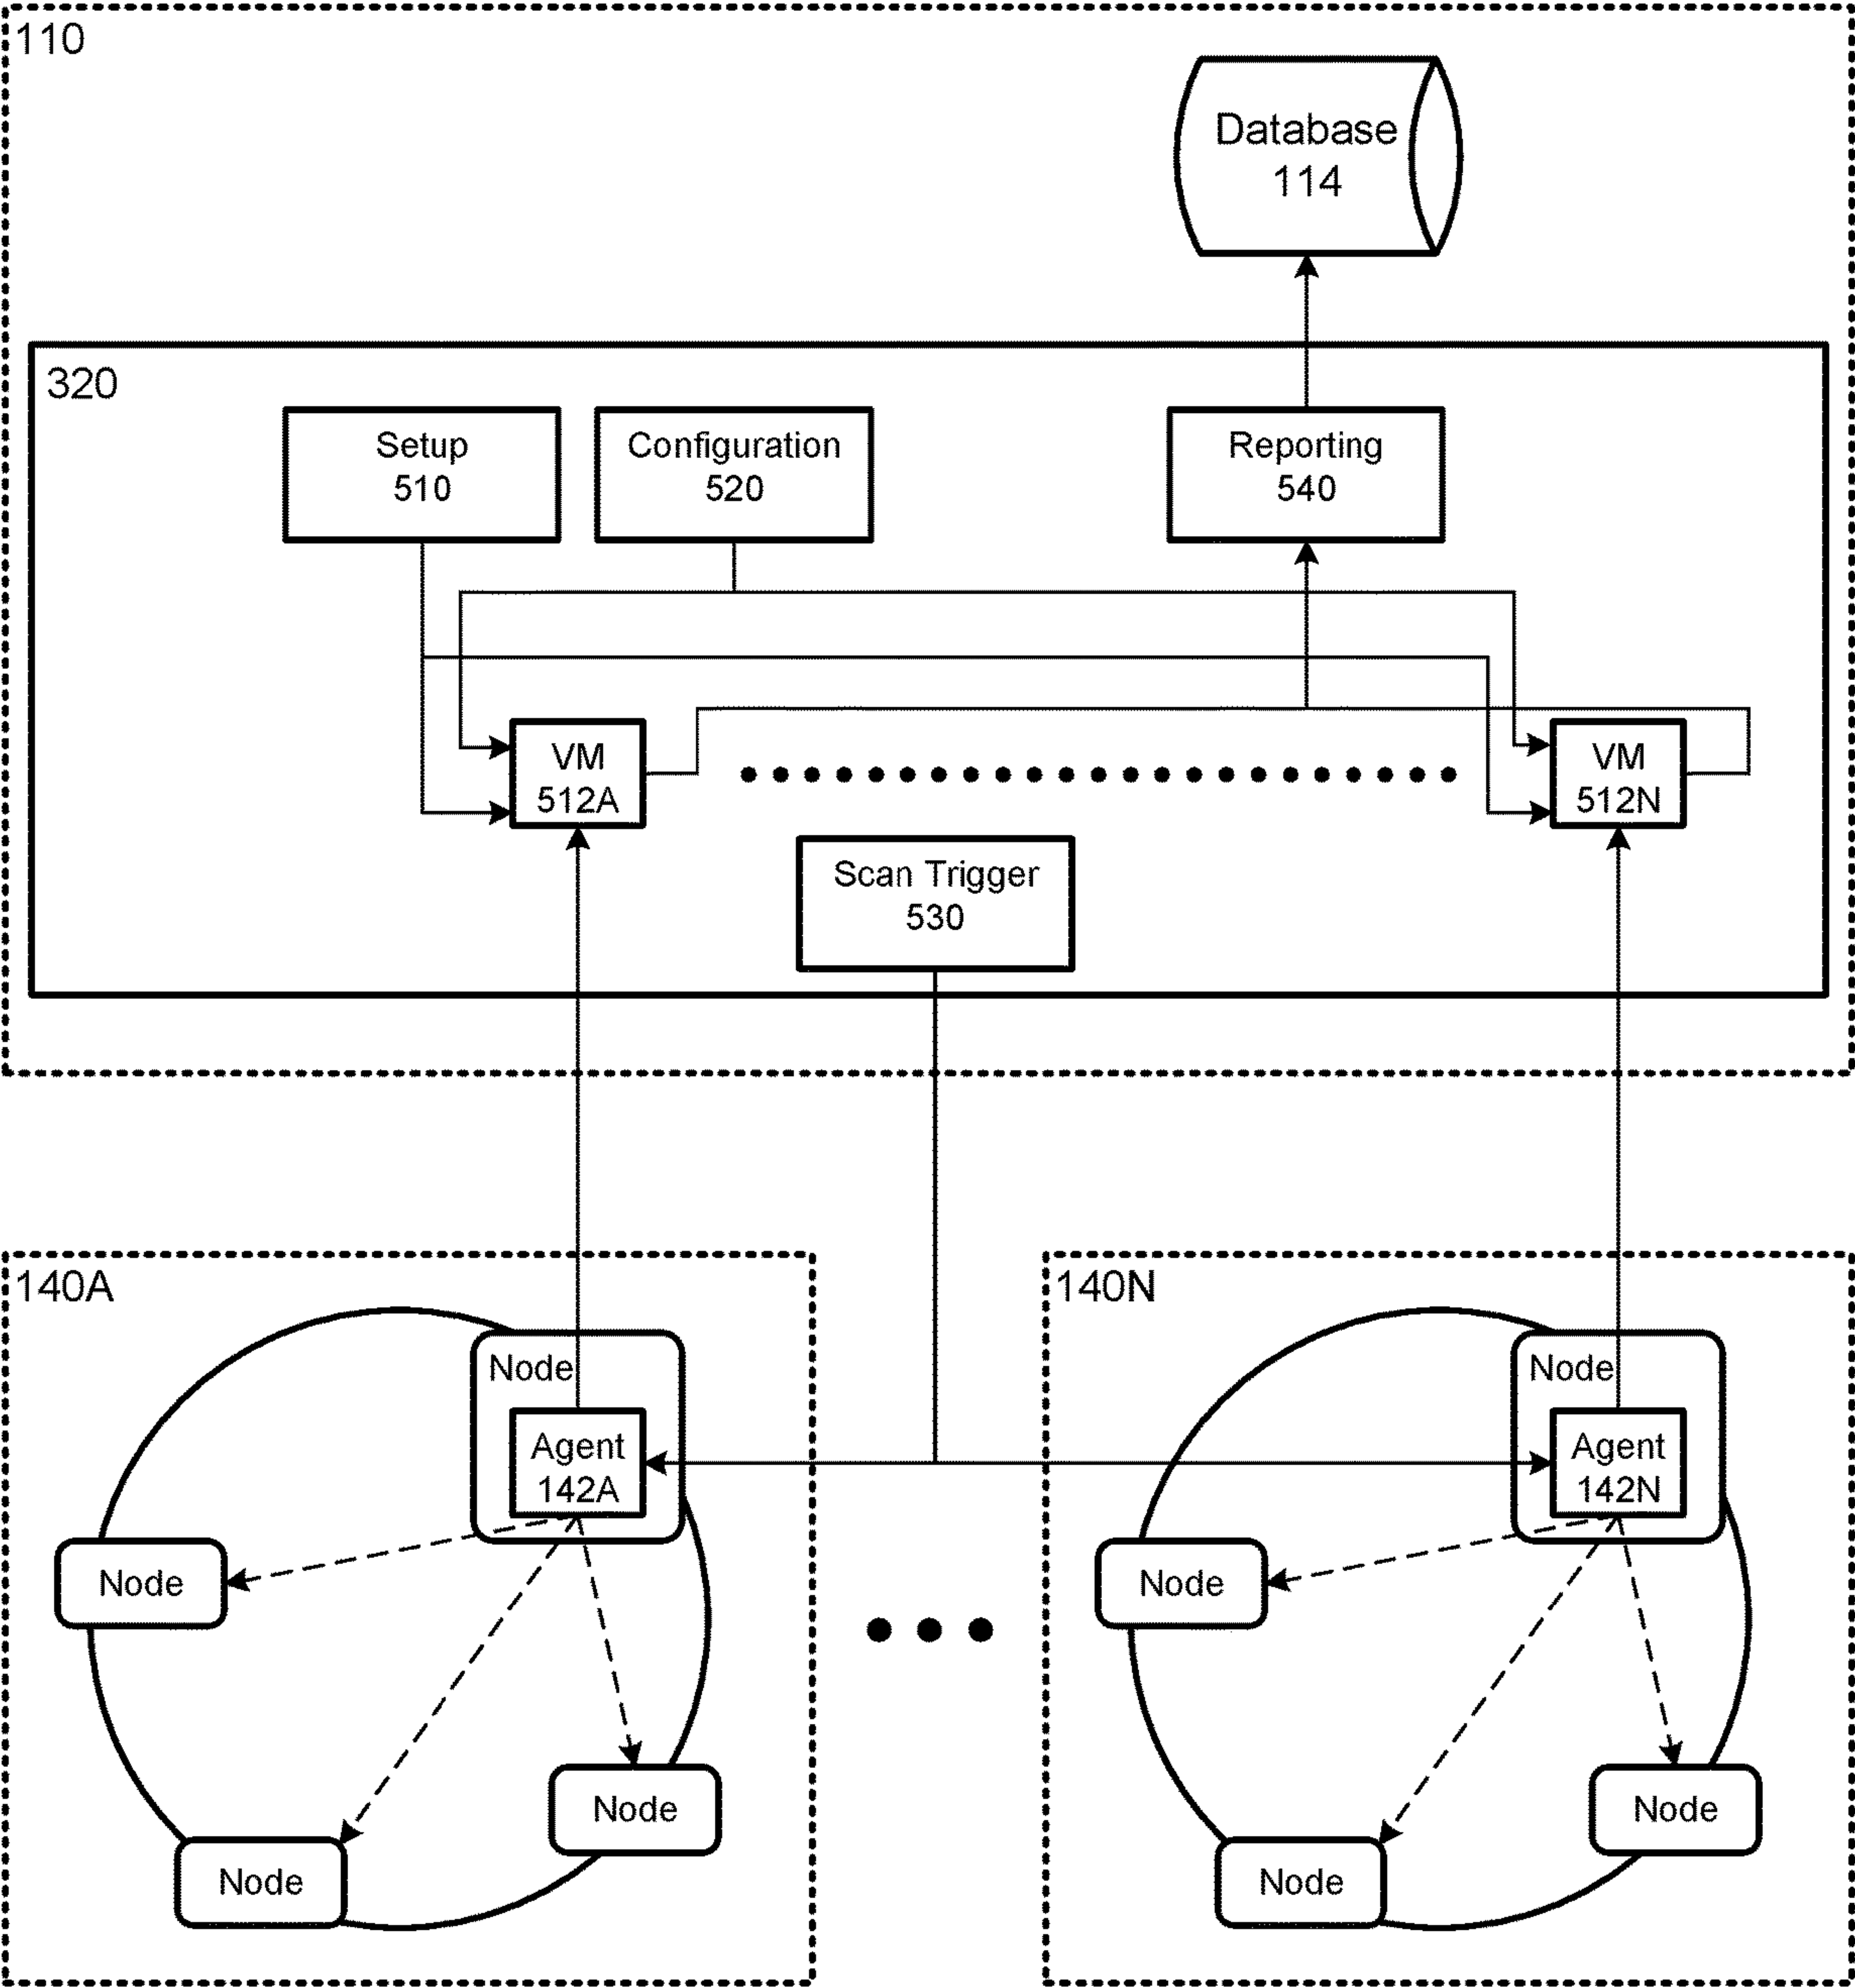 110
Database
114
320
Setup
510
Configuration
520
Reporting
540
VM
512A
VM
512N
Scan Trigger
530
140A
140N
Node
Agent
142A
Node
Agent
142N
Node
Node
Node
Node
Node
Node